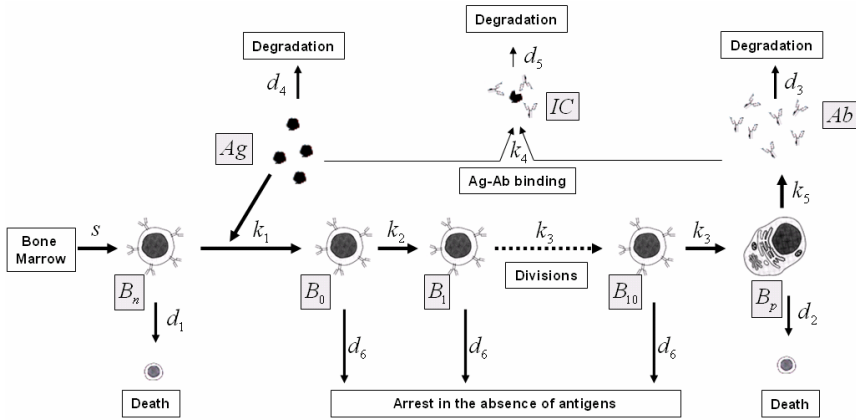 Degradation
Degradation
Degradation
d4
d5
d3
IC
Ab
Ag
k4
Ag-Ab binding
k5
s
k1
k2
k3
k3
Bone
Marrow
Divisions
Bn
B0
B1
B10
Bp
d1
d2
d6
d6
d6
Death
Arrest in the absence of antigens
Death